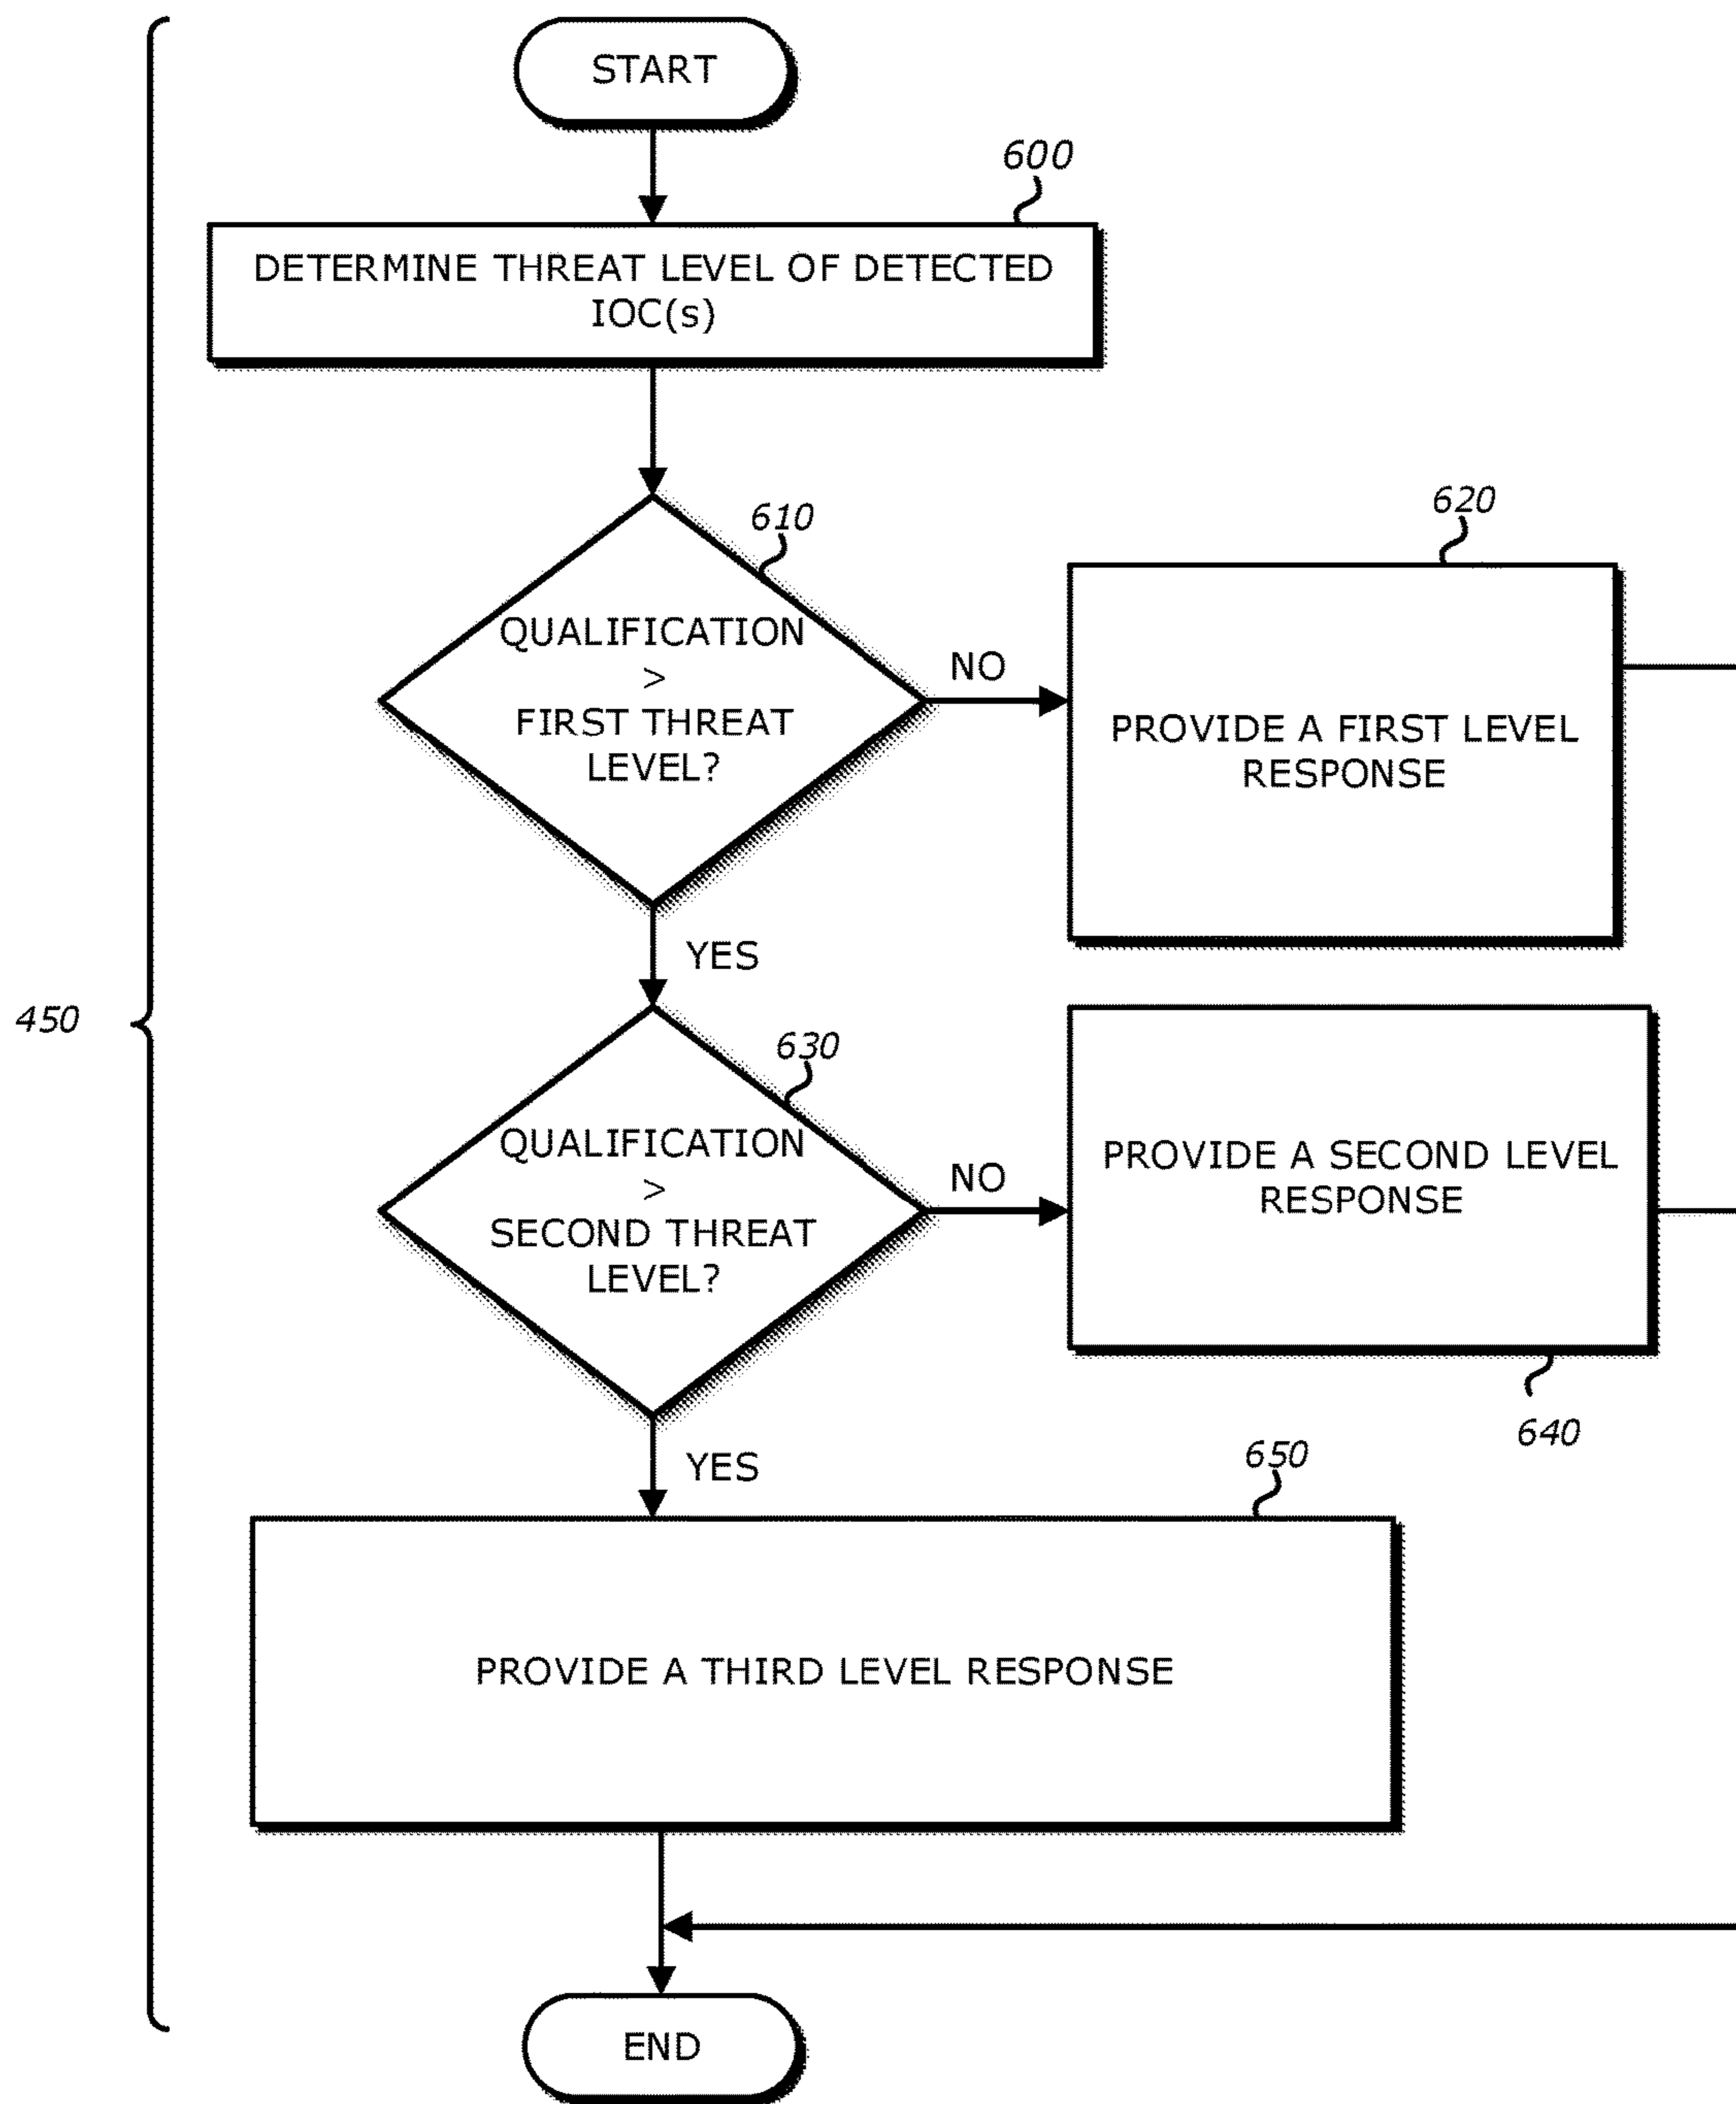 START
600
DETERMINE THREAT LEVEL OF DETECTED
IOC(s)
610
QUALIFICATION
>
FIRST THREAT
LEVEL?
NO
620
PROVIDE A FIRST LEVEL
RESPONSE
YES
450
630
QUALIFICATION
>
SECOND THREAT
LEVEL?
NO
PROVIDE A SECOND LEVEL
RESPONSE
640
YES
650
PROVIDE A THIRD LEVEL RESPONSE
END